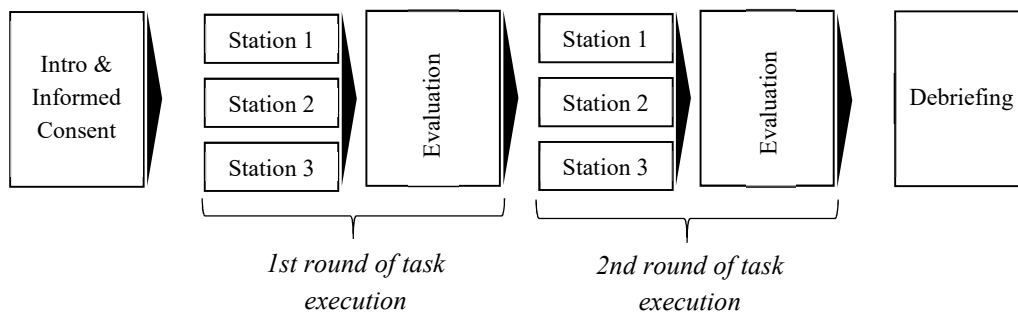 Intro &
Informed
Consent
Station 1
Station 2
Station 3
Evaluation
1st round of task
execution
Station 1
Station 2
Station 3
Evaluation
2nd round of task
execution
Debriefing